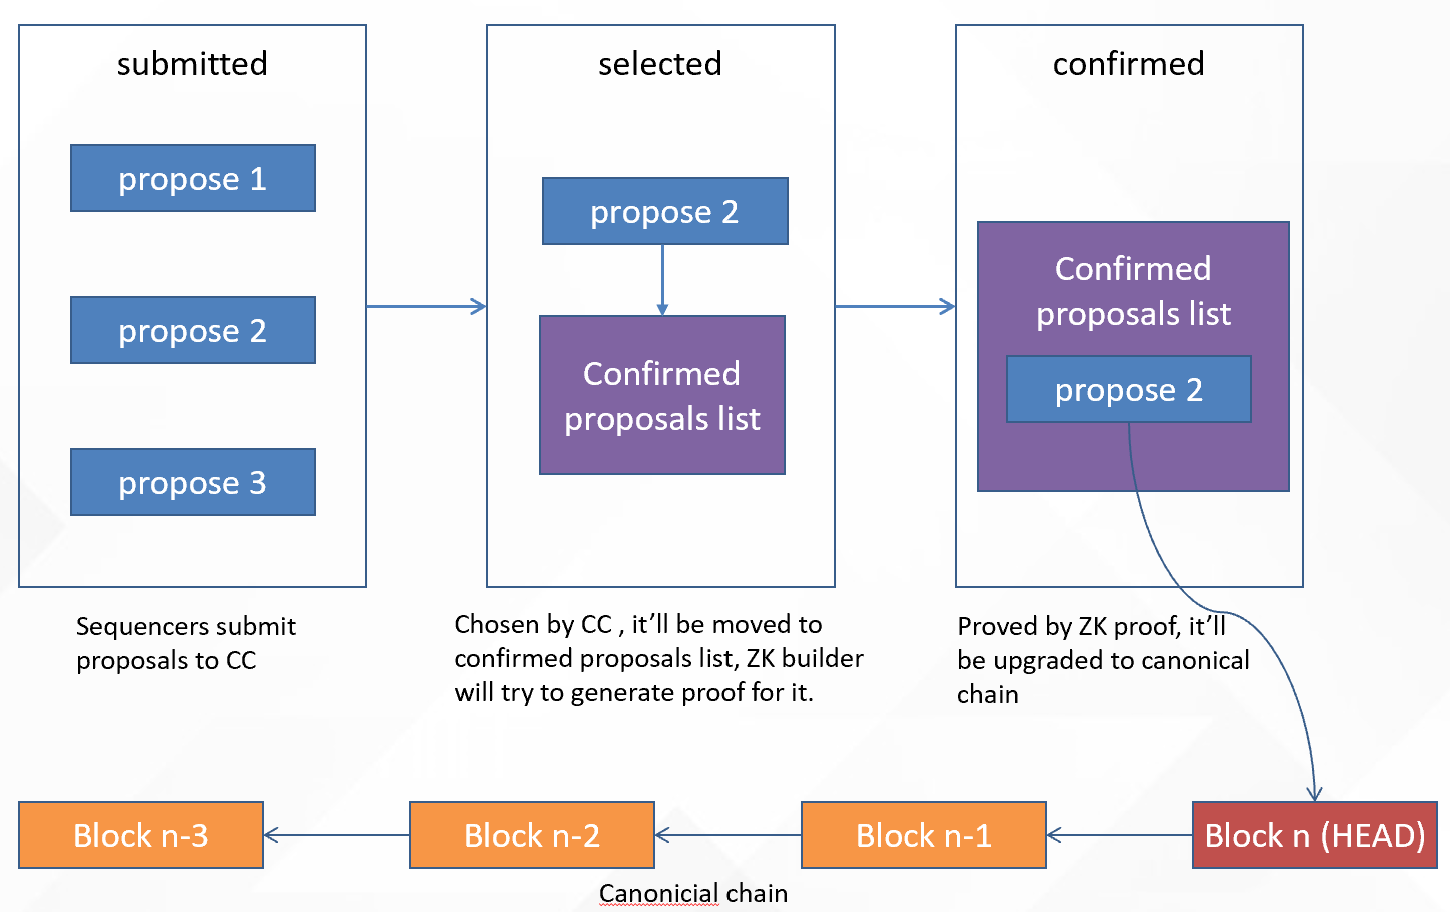 submitted
propose 1
propose 2
propose 3
Sequencers submit
proposals to CC
selected
propose 2
Confirmed
proposals list
Chosen by CC , it’ll be moved to
confirmed proposals list, ZK builder
will try to generate proof for it.
confirmed
Confirmed
proposals list
propose 2
Proved by ZK proof, it’ll
be upgraded to canonical
chain
Block n-3
Block n-2
Block n-1
Block n (HEAD)
Canonicial chain